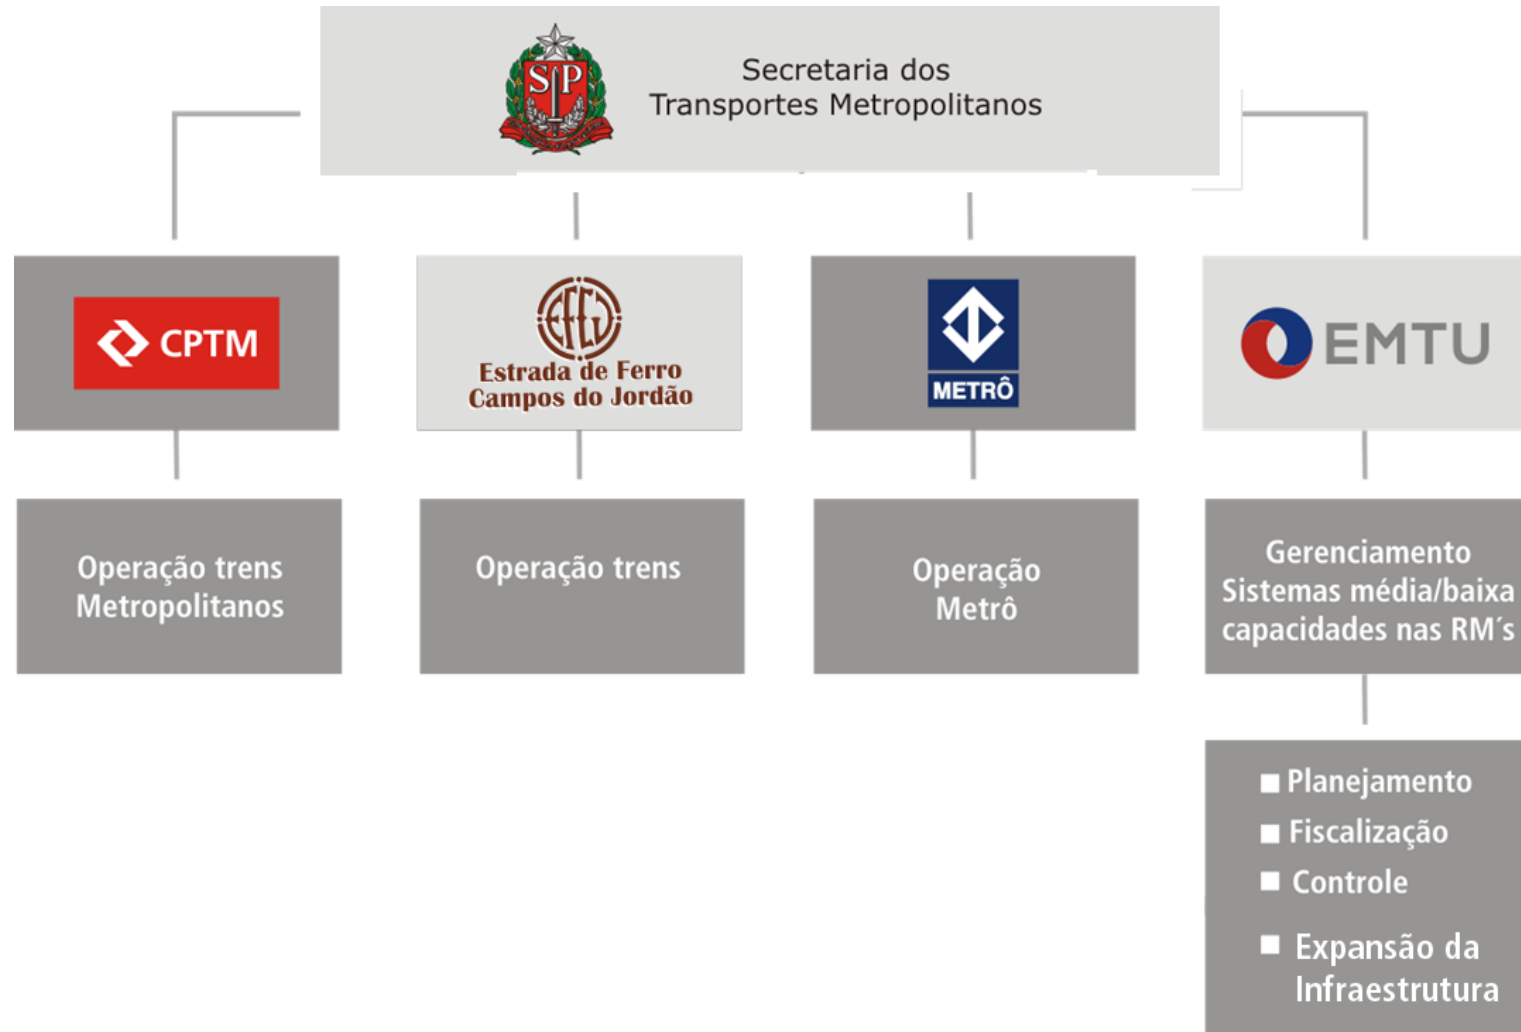 SP
Secretaria dos
Transportes Metropolitanos
CPTM
EFCJ
Estrada de Ferro
Campos do Jordão
METRÔ
EMTU
Operação trens
Metropolitanos
Operação trens
Operação
Metrô
Gerenciamento
Sistemas média/baixa
capacidades nas RM´s
Planejamento
Fiscalização
Controle
Expansão da
Infraestrutura